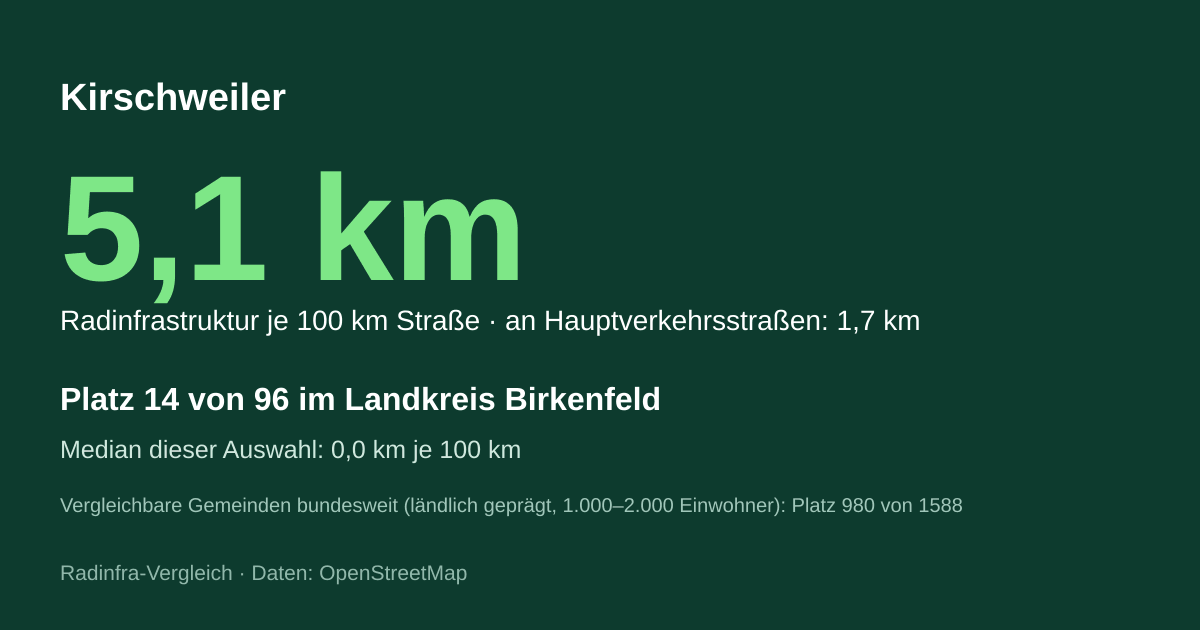 Kirschweiler
5,1 km
Radinfrastruktur je 100 km Straße · an Hauptverkehrsstraßen: 1,7 km
Platz 14 von 96 im Landkreis Birkenfeld
Median dieser Auswahl: 0,0 km je 100 km
Vergleichbare Gemeinden bundesweit (ländlich geprägt, 1.000–2.000 Einwohner): Platz 980 von 1588
Radinfra-Vergleich · Daten: OpenStreetMap